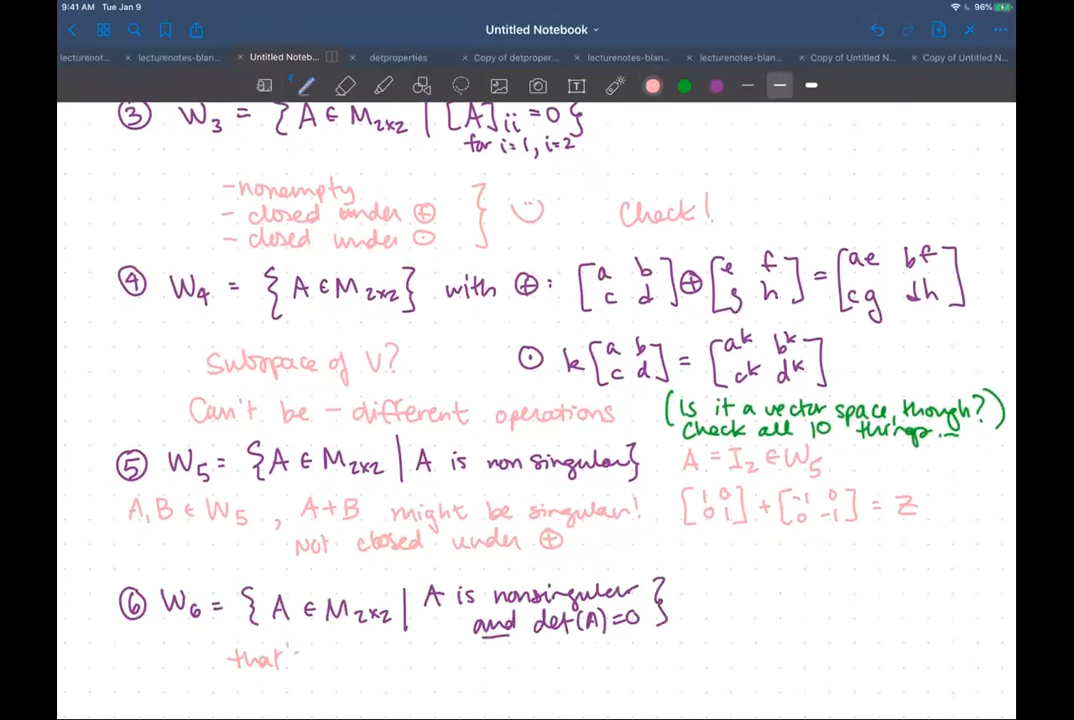 9:41 AM Tue Jan 9
96%
Untitled Notebook
lecturenot...
lecturenotes-blan...
Untitled Noteb...
detproperties
Copy of detproper...
lecturenotes-blan...
lecturenotes-blan...
Copy of Untitled N...
Copy of Untitled N...
③ W₃ = { A ∈ M₂ₓ₂ | [A]ᵢᵢ = 0 }
for i=1, i=2
- nonempty
- closed under ⊕
- closed under ⊙
Check!
④ W₄ = { A ∈ M₂ₓ₂ } with ⊕: [a b; c d] ⊕ [e f; g h] = [ae bf; cg dh]
⊙ k[a b; c d] = [aᵏ bᵏ; cᵏ dᵏ]
Subspace of V?
Can't be - different operations
(Is it a vector space, though?)
Check all 10 things...
⑤ W₅ = { A ∈ M₂ₓ₂ | A is nonsingular }
A = I₂ ∈ W₅
A, B ∈ W₅, A+B might be singular!
[1 0; 0 1] + [-1 0; 0 -1] = Z
Not closed under ⊕
⑥ W₆ = { A ∈ M₂ₓ₂ | A is nonsingular
and det(A)=0 }
that'